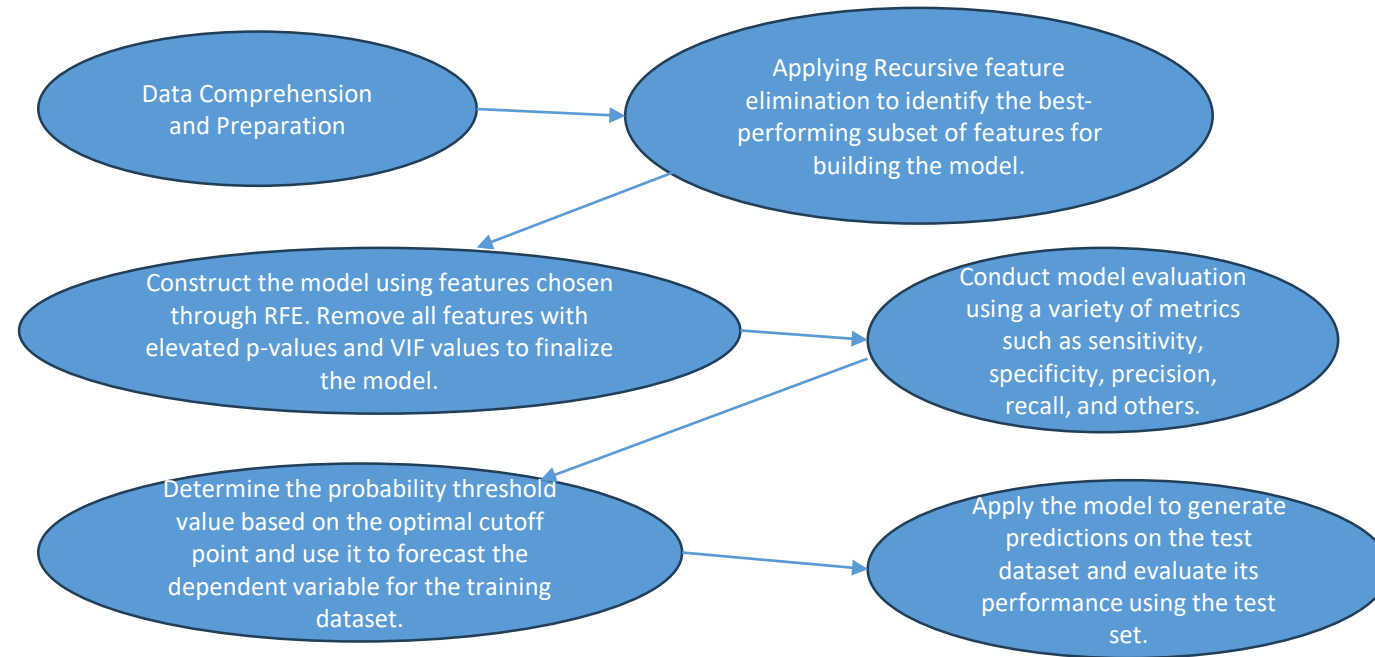 Data Comprehension
and Preparation
Applying Recursive feature
elimination to identify the best-
performing subset of features for
building the model.
Construct the model using features chosen
through RFE. Remove all features with
elevated p-values and VIF values to finalize
the model.
Conduct model evaluation
using a variety of metrics
such as sensitivity,
specificity, precision,
recall, and others.
Determine the probability threshold
value based on the optimal cutoff
point and use it to forecast the
dependent variable for the training
dataset.
Apply the model to generate
predictions on the test
dataset and evaluate its
performance using the test
set.